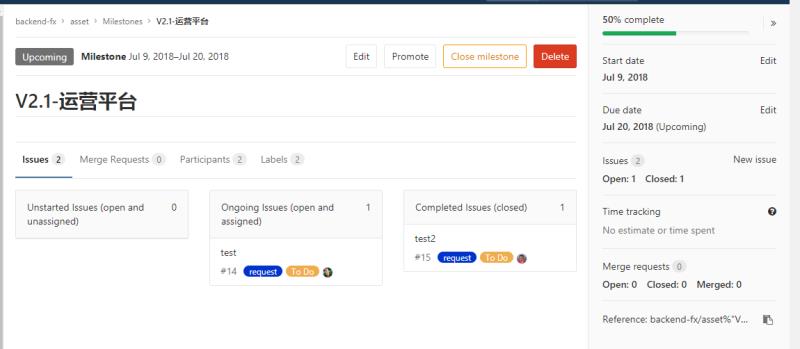 backend-fx › asset › Milestones › V2.1-运营平台
Upcoming Milestone Jul 9, 2018–Jul 20, 2018 Edit Promote Close milestone Delete
V2.1-运营平台
Issues 2 Merge Requests 0 Participants 2 Labels 2
Unstarted Issues (open and unassigned) 0
Ongoing Issues (open and assigned) 1
test
#14 request To Do
Completed Issues (closed) 1
test2
#15 request To Do
50% complete »
Start date Edit
Jul 9, 2018
Due date Edit
Jul 20, 2018 (Upcoming)
Issues 2 New issue
Open: 1 Closed: 1
Time tracking ?
No estimate or time spent
Merge requests 0
Open: 0 Closed: 0 Merged: 0
Reference: backend-fx/asset%"V...